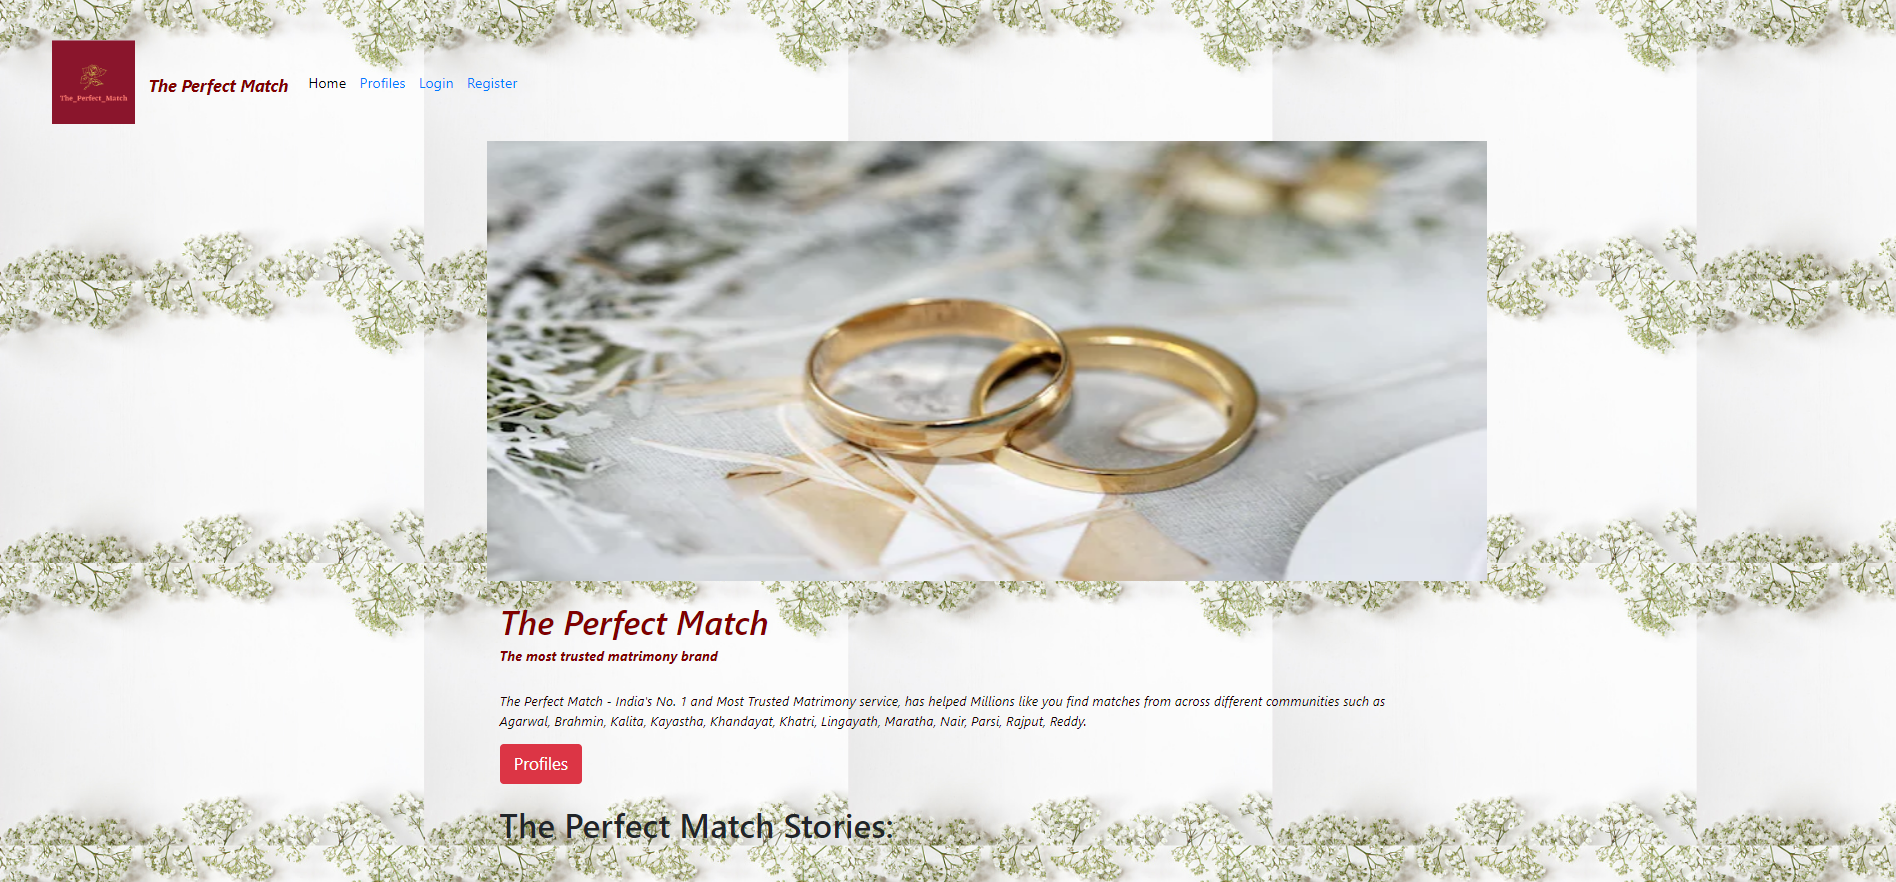 The_Perfect_Match
The Perfect Match Home Profiles Login Register
The Perfect Match
The most trusted matrimony brand
The Perfect Match - India's No. 1 and Most Trusted Matrimony service, has helped Millions like you find matches from across different communities such as
Agarwal, Brahmin, Kalita, Kayastha, Khandayat, Khatri, Lingayath, Maratha, Nair, Parsi, Rajput, Reddy.
Profiles
The Perfect Match Stories: